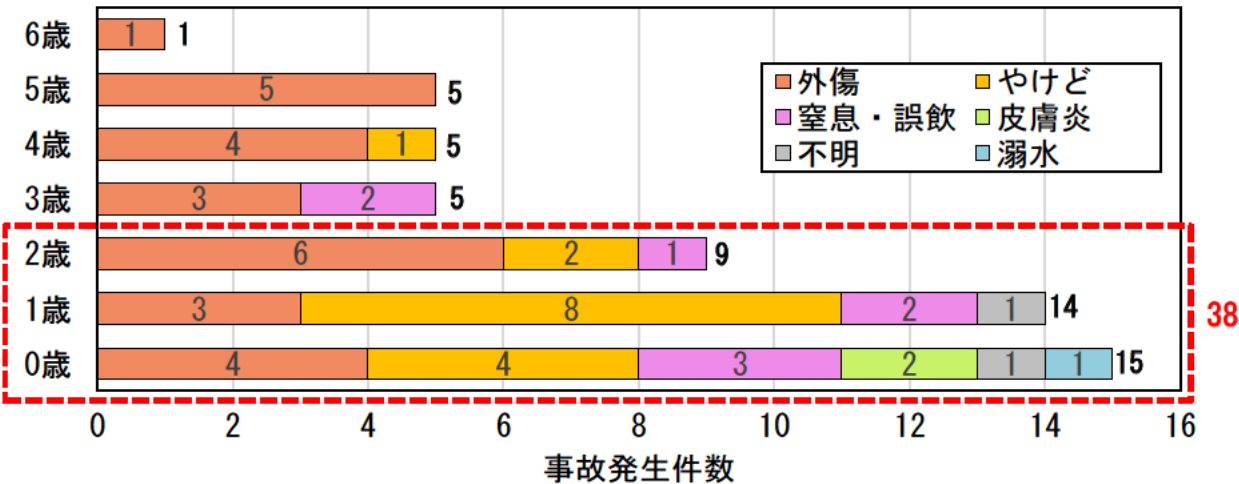 6歳 1 1
5歳 5 5
4歳 4 1 5
3歳 3 2 5
2歳 6 2 1 9
1歳 3 8 2 1 14
0歳 4 4 3 2 1 1 15
38
外傷 やけど
窒息・誤飲 皮膚炎
不明 溺水
0 2 4 6 8 10 12 14 16
事故発生件数